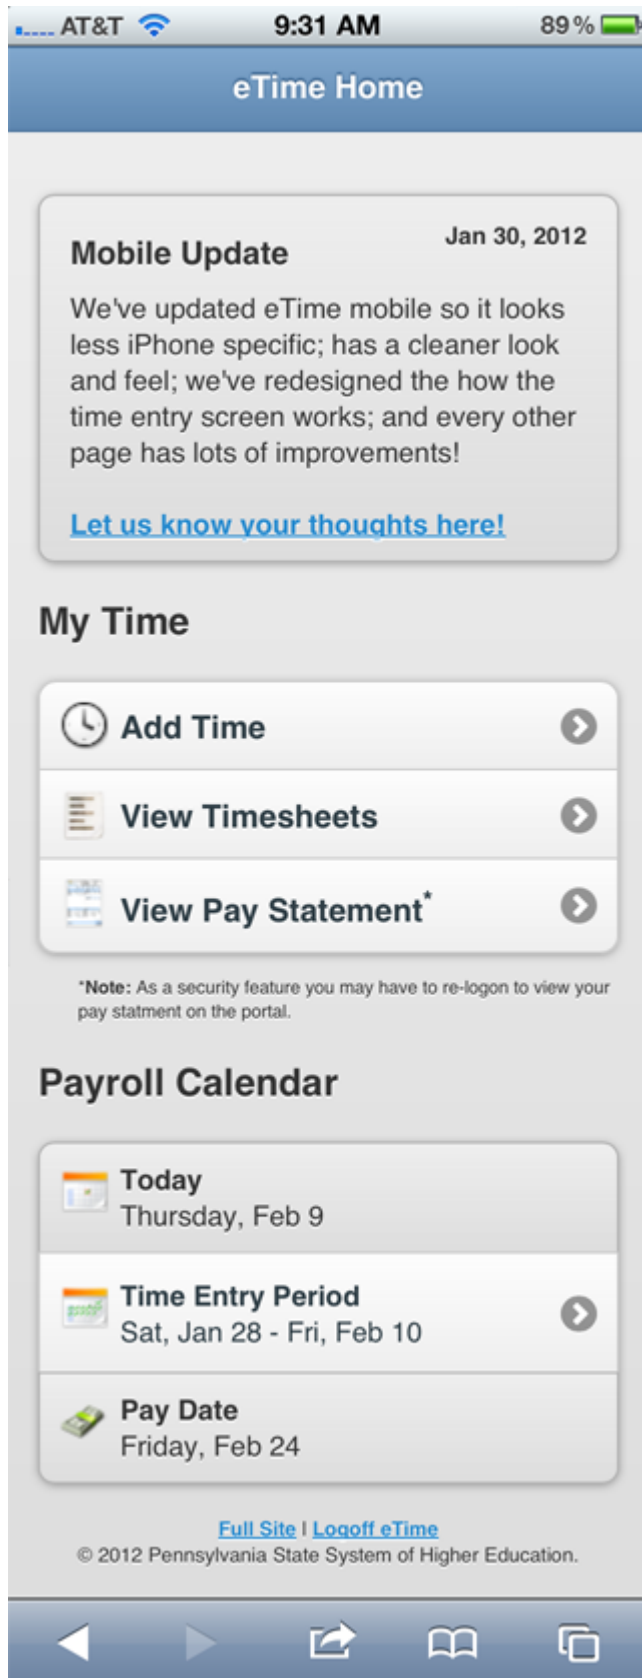 AT&T 9:31 AM 89%
eTime Home
Mobile Update Jan 30, 2012
We've updated eTime mobile so it looks
less iPhone specific; has a cleaner look
and feel; we've redesigned the how the
time entry screen works; and every other
page has lots of improvements!
Let us know your thoughts here!
My Time
Add Time
View Timesheets
View Pay Statement*
*Note: As a security feature you may have to re-logon to view your
pay statment on the portal.
Payroll Calendar
Today
Thursday, Feb 9
Time Entry Period
Sat, Jan 28 - Fri, Feb 10
Pay Date
Friday, Feb 24
Full Site | Logoff eTime
© 2012 Pennsylvania State System of Higher Education.